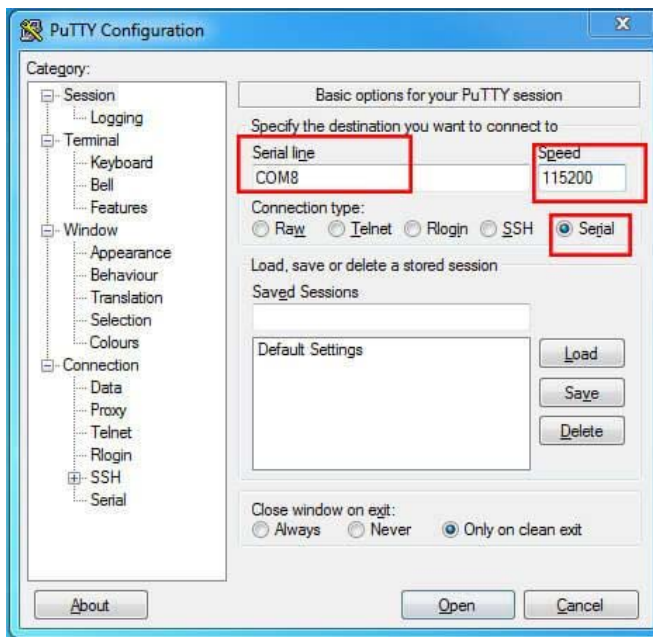 PuTTY Configuration
Category:
Session
Logging
Terminal
Keyboard
Bell
Features
Window
Appearance
Behaviour
Translation
Selection
Colours
Connection
Data
Proxy
Telnet
Rlogin
SSH
Serial
Basic options for your PuTTY session
Specify the destination you want to connect to
Serial line Speed
COM8 115200
Connection type:
Raw Telnet Rlogin SSH Serial
Load, save or delete a stored session
Saved Sessions
Default Settings
Load
Save
Delete
Close window on exit:
Always Never Only on clean exit
About Open Cancel